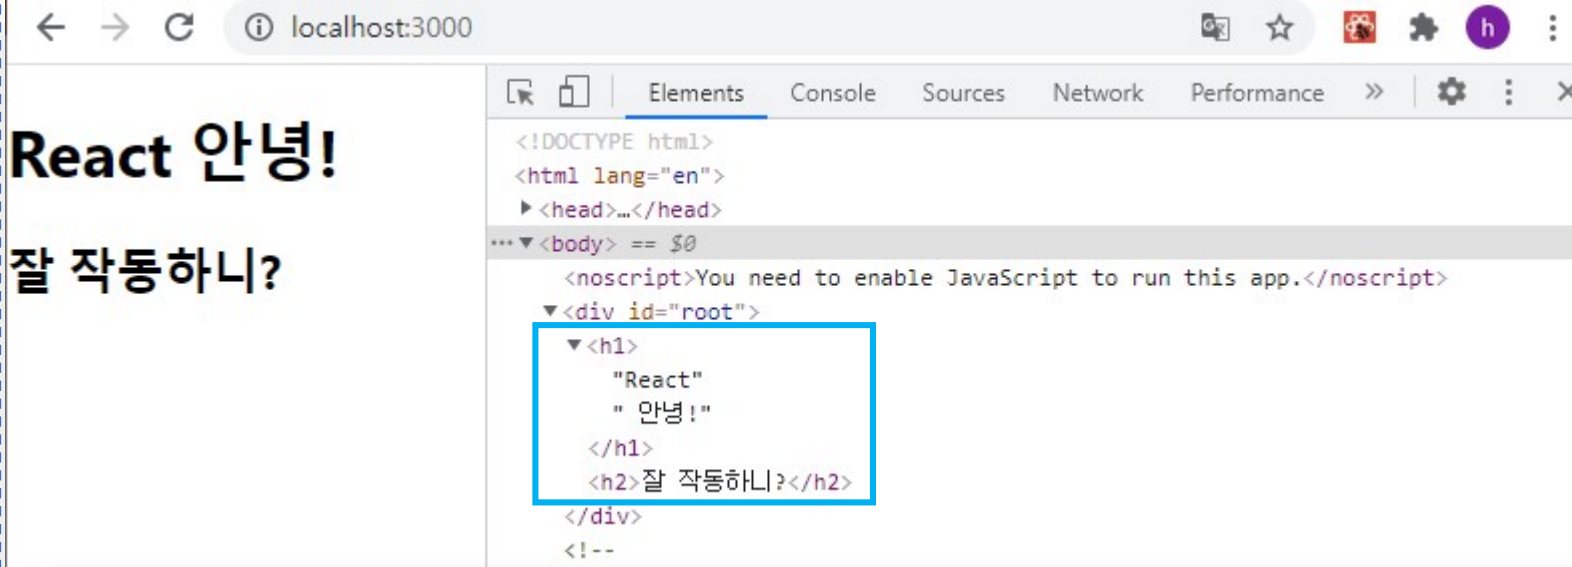 localhost:3000
h
React 안녕!
잘 작동하니?
Elements Console Sources Network Performance
<!DOCTYPE html>
<html lang="en">
<head>…</head>
<body> == $0
<noscript>You need to enable JavaScript to run this app.</noscript>
<div id="root">
<h1>
"React"
" 안녕!"
</h1>
<h2>잘 작동하니?</h2>
</div>
<!--